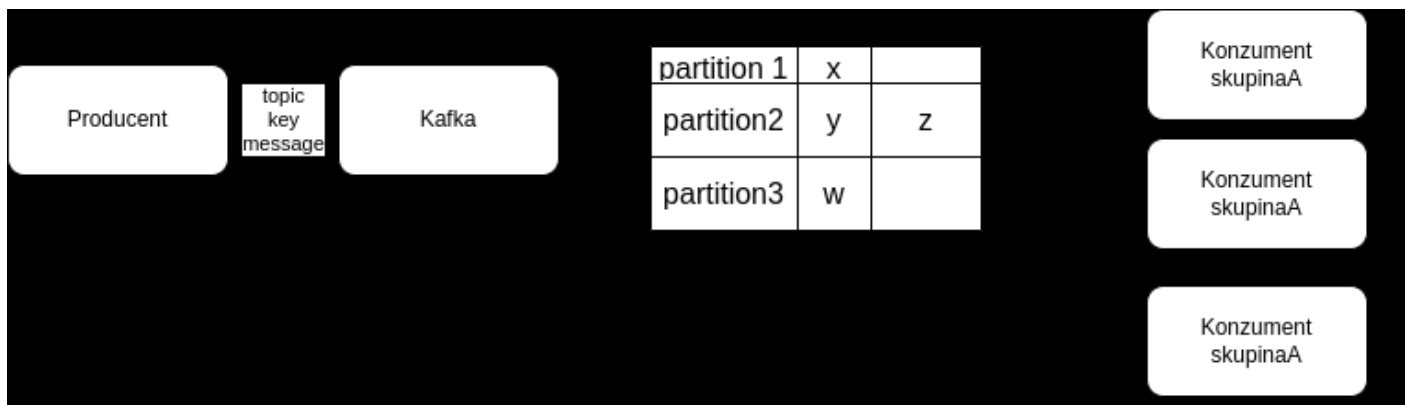 Producent
topic
key
message
Kafka
partition 1 x
partition2 y z
partition3 w
Konzument
skupinaA
Konzument
skupinaA
Konzument
skupinaA